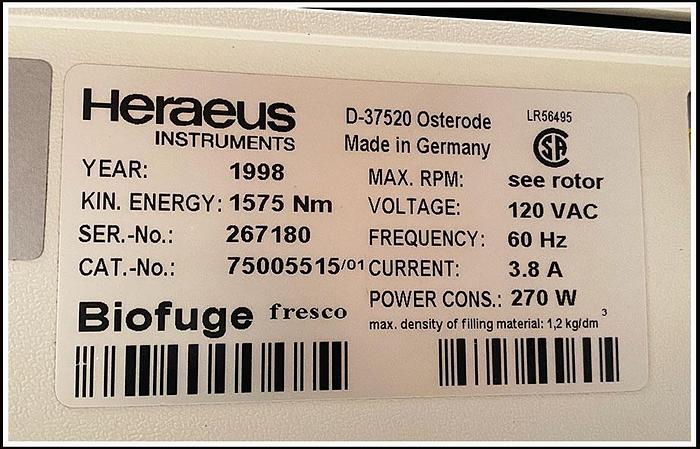 Heraeus
INSTRUMENTS
D-37520 Osterode
Made in Germany
LR56495
SA
YEAR: 1998
KIN. ENERGY: 1575 Nm
SER.-No.: 267180
CAT.-No.: 75005515/01
MAX. RPM: see rotor
VOLTAGE: 120 VAC
FREQUENCY: 60 Hz
CURRENT: 3.8 A
POWER CONS.: 270 W
Biofuge fresco
max. density of filling material: 1,2 kg/dm³